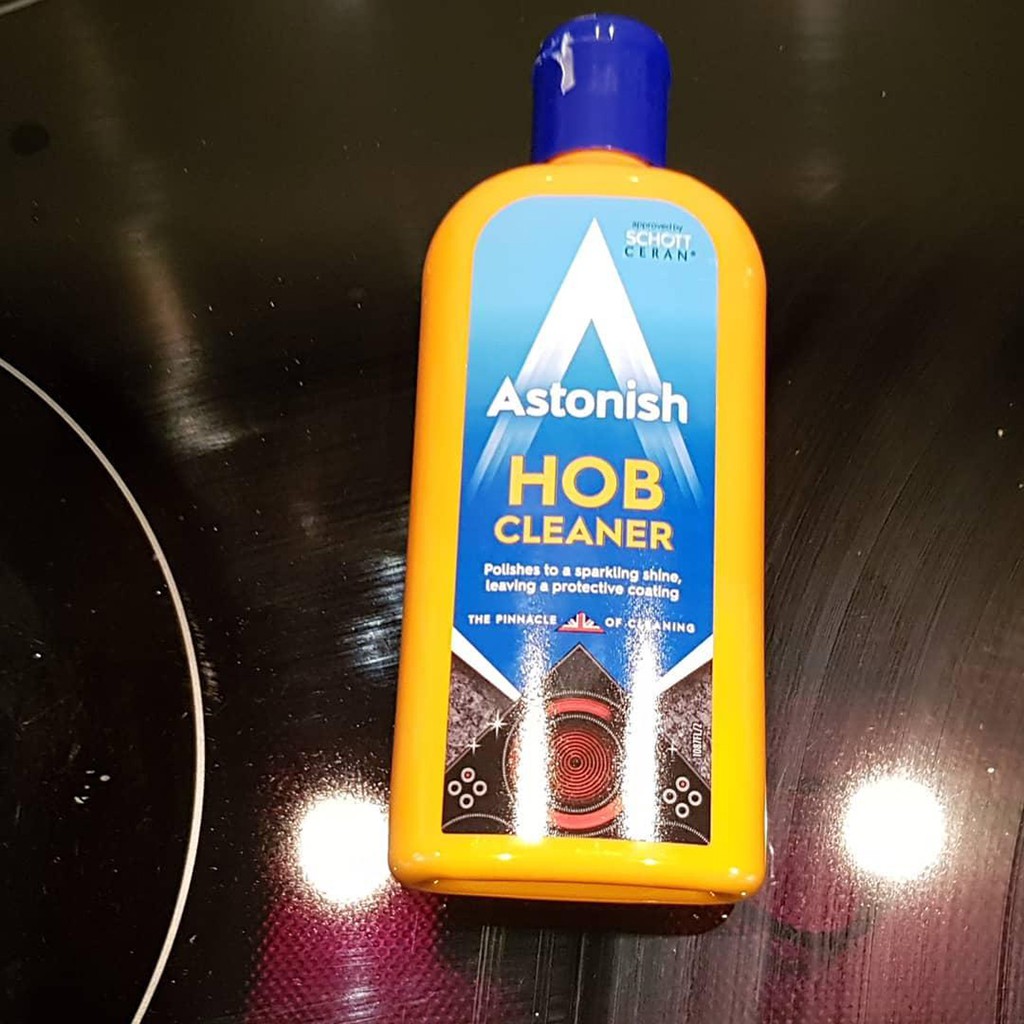 approved by
SCHOTT
CERAN®
Astonish
HOB
CLEANER
Polishes to a sparkling shine,
leaving a protective coating
THE PINNACLE OF CLEANING